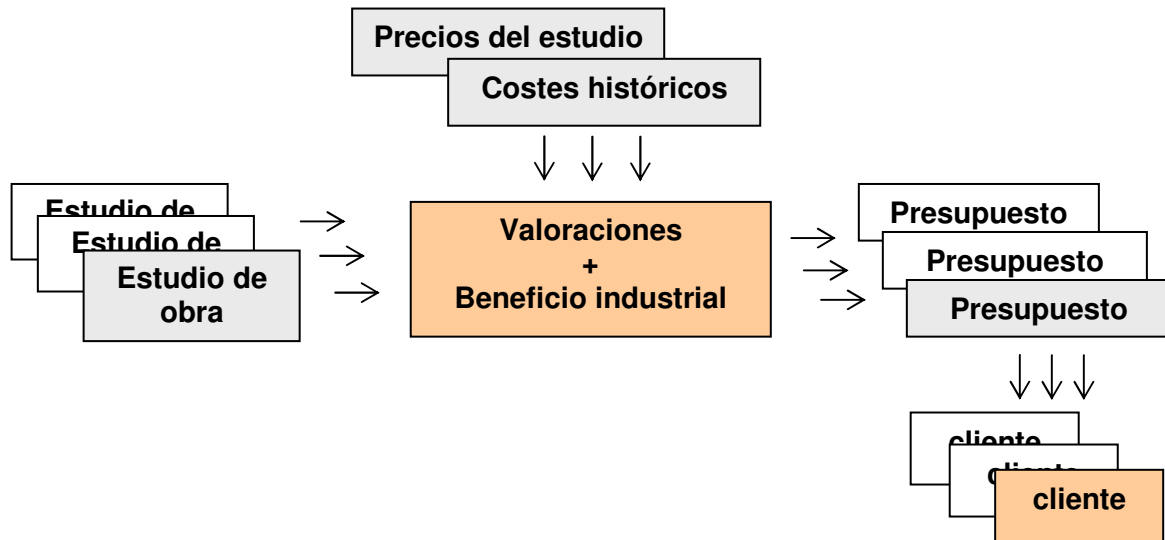 Precios del estudio
Costes históricos
Estudio de
Estudio de
Estudio de
obra
Valoraciones
+
Beneficio industrial
Presupuesto
Presupuesto
Presupuesto
cliente
cliente
cliente